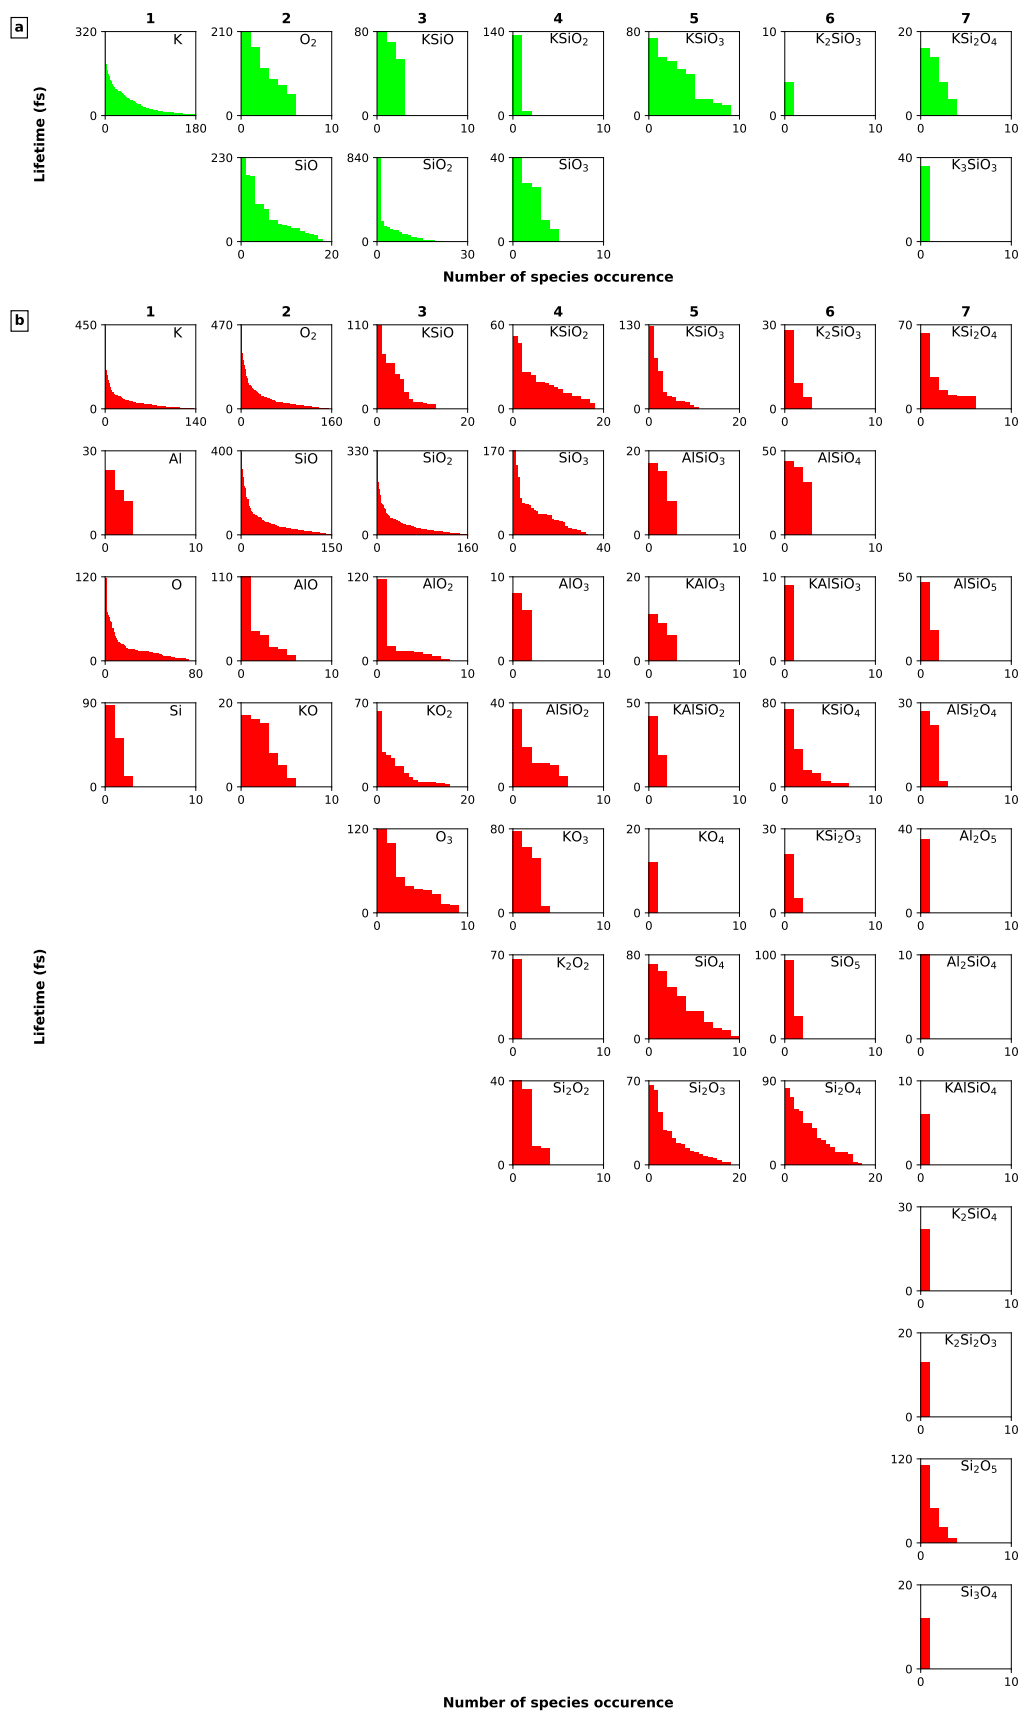 a
1 2 3 4 5 6 7
320 K 0 0 180
210 O₂ 0 0 10
80 KSiO 0 0 10
140 KSiO₂ 0 0 10
80 KSiO₃ 0 0 10
10 K₂SiO₃ 0 0 10
20 KSi₂O₄ 0 0 10
Lifetime (fs)
230 SiO 0 0 20
840 SiO₂ 0 0 30
40 SiO₃ 0 0 10
40 K₃SiO₃ 0 0 10
Number of species occurence
b
1 2 3 4 5 6 7
450 K 0 0 140
470 O₂ 0 0 160
110 KSiO 0 0 20
60 KSiO₂ 0 0 20
130 KSiO₃ 0 0 20
30 K₂SiO₃ 0 0 10
70 KSi₂O₄ 0 0 10
30 Al 0 0 10
400 SiO 0 0 150
330 SiO₂ 0 0 160
170 SiO₃ 0 0 40
20 AlSiO₃ 0 0 10
50 AlSiO₄ 0 0 10
120 O 0 0 80
110 AlO 0 0 10
120 AlO₂ 0 0 10
10 AlO₃ 0 0 10
20 KAlO₃ 0 0 10
10 KAlSiO₃ 0 0 10
50 AlSiO₅ 0 0 10
90 Si 0 0 10
20 KO 0 0 10
70 KO₂ 0 0 20
40 AlSiO₂ 0 0 10
50 KAlSiO₂ 0 0 10
80 KSiO₄ 0 0 10
30 AlSi₂O₄ 0 0 10
120 O₃ 0 0 10
80 KO₃ 0 0 10
20 KO₄ 0 0 10
30 KSi₂O₃ 0 0 10
40 Al₂O₅ 0 0 10
Lifetime (fs)
70 K₂O₂ 0 0 10
80 SiO₄ 0 0 10
100 SiO₅ 0 0 10
10 Al₂SiO₄ 0 0 10
40 Si₂O₂ 0 0 10
70 Si₂O₃ 0 0 20
90 Si₂O₄ 0 0 20
10 KAlSiO₄ 0 0 10
30 K₂SiO₄ 0 0 10
20 K₂Si₂O₃ 0 0 10
120 Si₂O₅ 0 0 10
20 Si₃O₄ 0 0 10
Number of species occurence